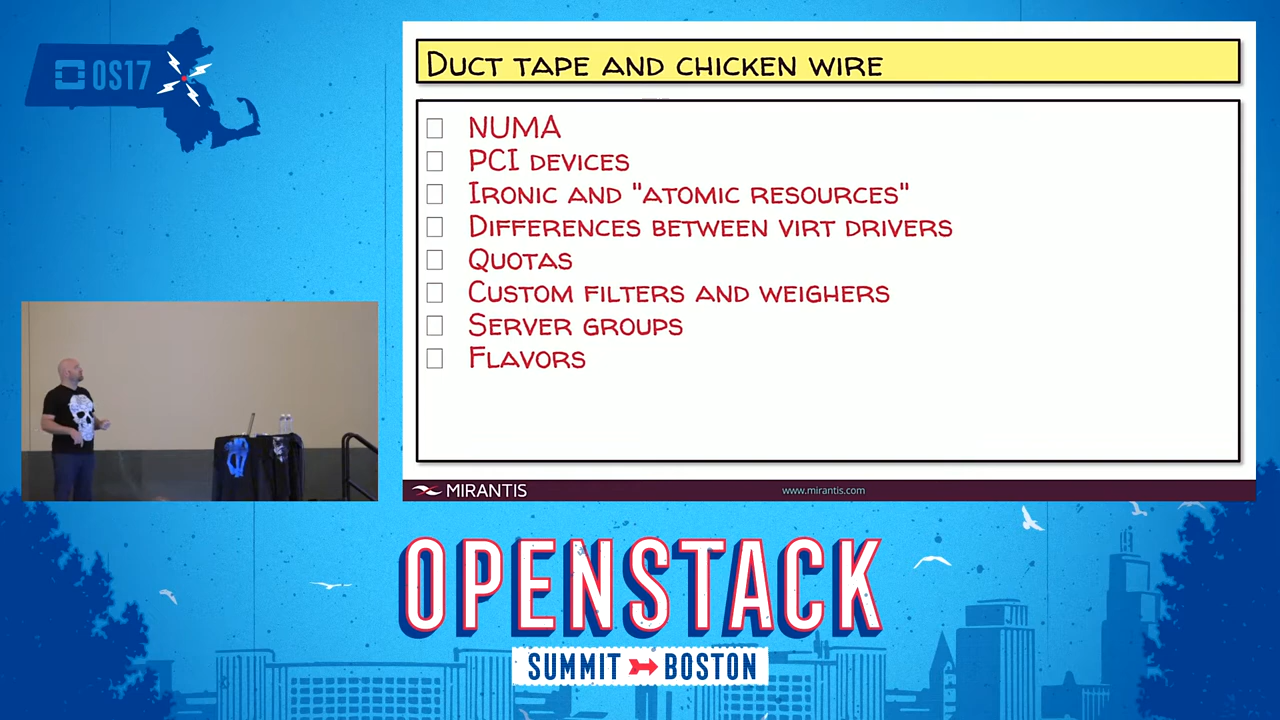 OS17
DUCT TAPE AND CHICKEN WIRE
NUMA
PCI DEVICES
IRONIC AND "ATOMIC RESOURCES"
DIFFERENCES BETWEEN VIRT DRIVERS
QUOTAS
CUSTOM FILTERS AND WEIGHERS
SERVER GROUPS
FLAVORS
MIRANTIS
www.mirantis.com
OPENSTACK
SUMMIT BOSTON